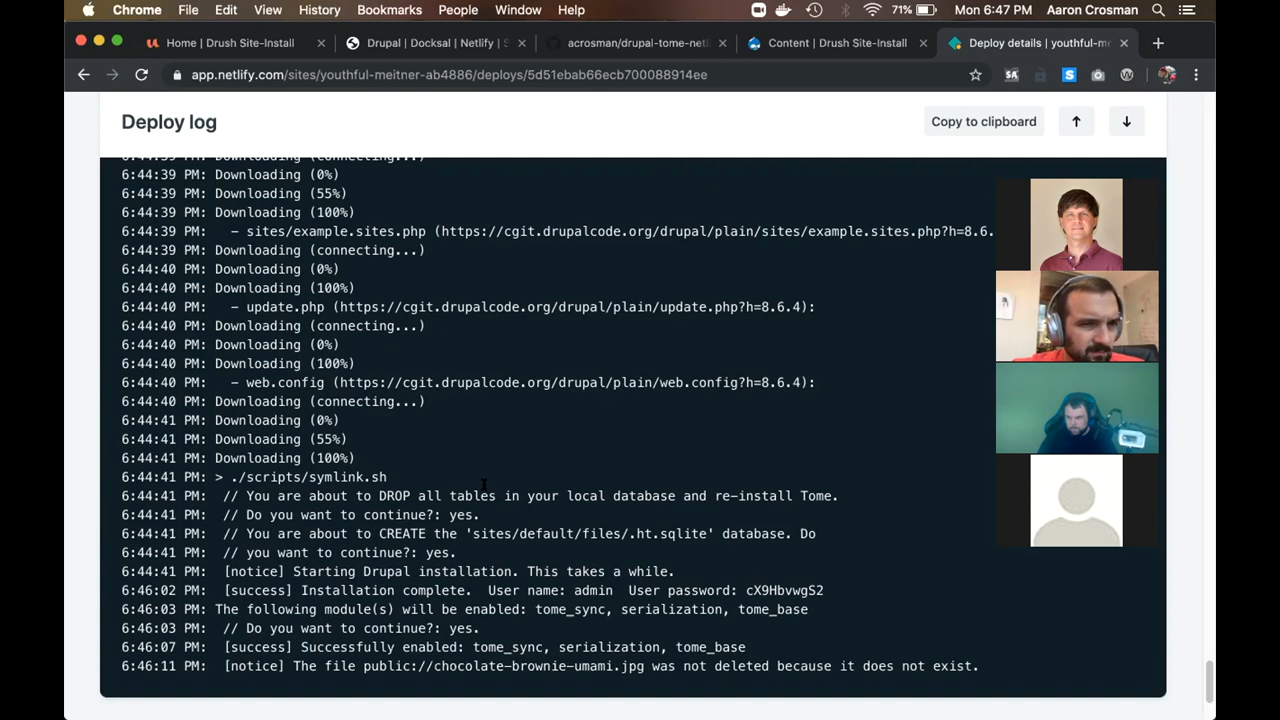 Chrome File Edit View History Bookmarks People Window Help 71% Mon 6:47 PM Aaron Crosman
Home | Drush Site-Install
Drupal | Docksal | Netlify | S
acrosman/drupal-tome-netl
Content | Drush Site-Install
Deploy details | youthful-me
app.netlify.com/sites/youthful-meitner-ab4886/deploys/5d51ebab66ecb700088914ee
Deploy log
Copy to clipboard
6:44:39 PM: Downloading (connecting...)
6:44:39 PM: Downloading (0%)
6:44:39 PM: Downloading (55%)
6:44:39 PM: Downloading (100%)
6:44:39 PM: - sites/example.sites.php (https://cgit.drupalcode.org/drupal/plain/sites/example.sites.php?h=8.6.
6:44:39 PM: Downloading (connecting...)
6:44:40 PM: Downloading (0%)
6:44:40 PM: Downloading (100%)
6:44:40 PM: - update.php (https://cgit.drupalcode.org/drupal/plain/update.php?h=8.6.4):
6:44:40 PM: Downloading (connecting...)
6:44:40 PM: Downloading (0%)
6:44:40 PM: Downloading (100%)
6:44:40 PM: - web.config (https://cgit.drupalcode.org/drupal/plain/web.config?h=8.6.4):
6:44:40 PM: Downloading (connecting...)
6:44:41 PM: Downloading (0%)
6:44:41 PM: Downloading (55%)
6:44:41 PM: Downloading (100%)
6:44:41 PM: > ./scripts/symlink.sh
6:44:41 PM: // You are about to DROP all tables in your local database and re-install Tome.
6:44:41 PM: // Do you want to continue?: yes.
6:44:41 PM: // You are about to CREATE the 'sites/default/files/.ht.sqlite' database. Do
6:44:41 PM: // you want to continue?: yes.
6:44:41 PM: [notice] Starting Drupal installation. This takes a while.
6:46:02 PM: [success] Installation complete. User name: admin User password: cX9HbvwgS2
6:46:03 PM: The following module(s) will be enabled: tome_sync, serialization, tome_base
6:46:03 PM: // Do you want to continue?: yes.
6:46:07 PM: [success] Successfully enabled: tome_sync, serialization, tome_base
6:46:11 PM: [notice] The file public://chocolate-brownie-umami.jpg was not deleted because it does not exist.